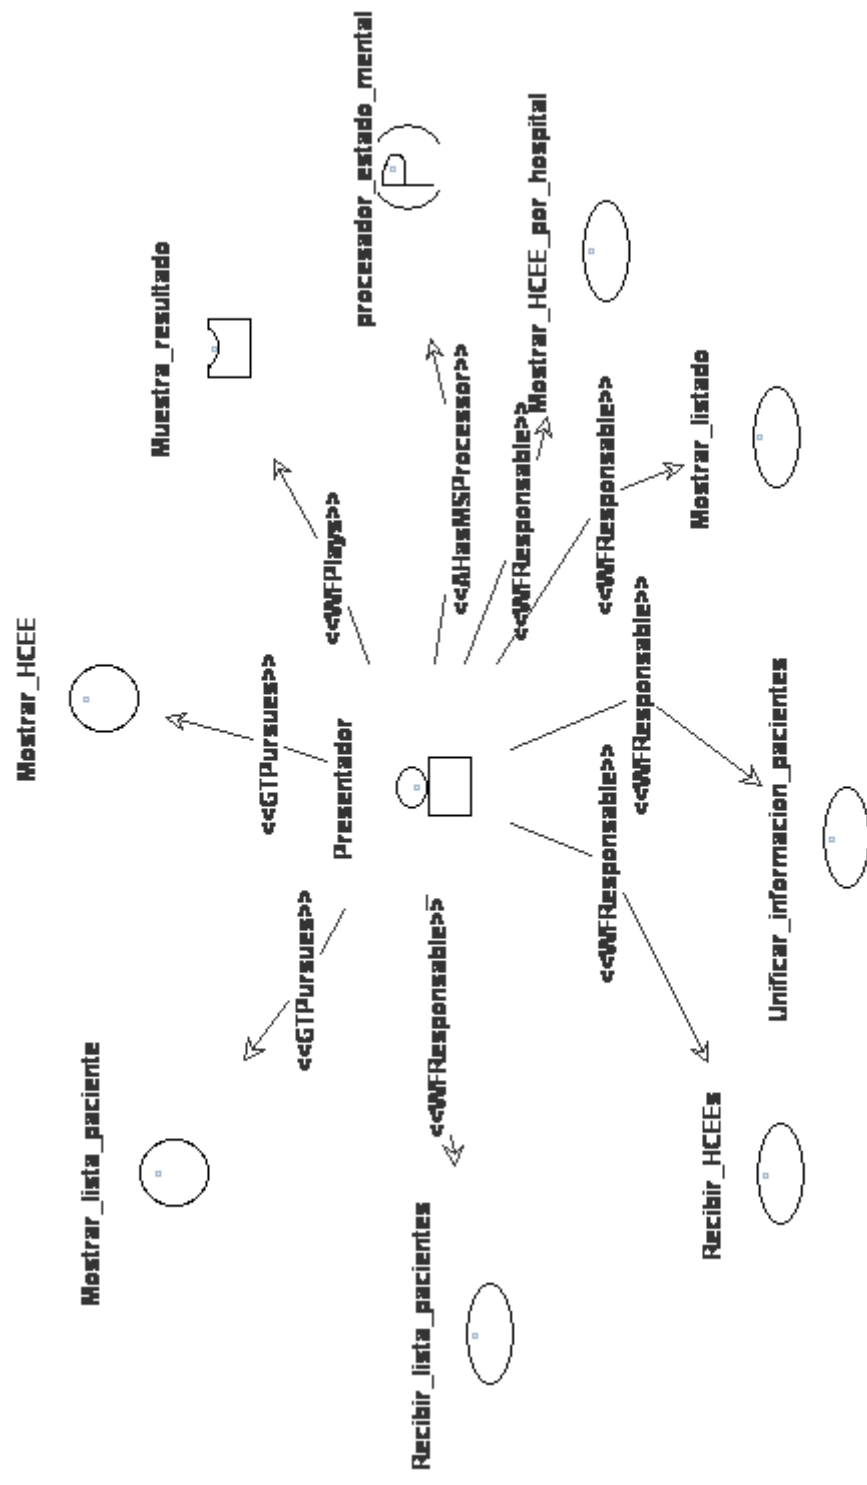 Mostrar_lista_paciente
Mostrar_HCEE
Muestra_resultado
<<GTPursues>>
<<GTPursues>>
<<WFPlays>>
procesador_estado_mental
Presentador
Recibir_lista_pacientes
<<WFResponsable>>
<<AHasMSProcessor>>
<<WFResponsable>>
Mostrar_HCEE_por_hospital
<<WFResponsable>>
<<WFResponsable>>
<<WFResponsable>>
Mostrar_listado
Recibir_HCEEs
Unificar_informacion_pacientes